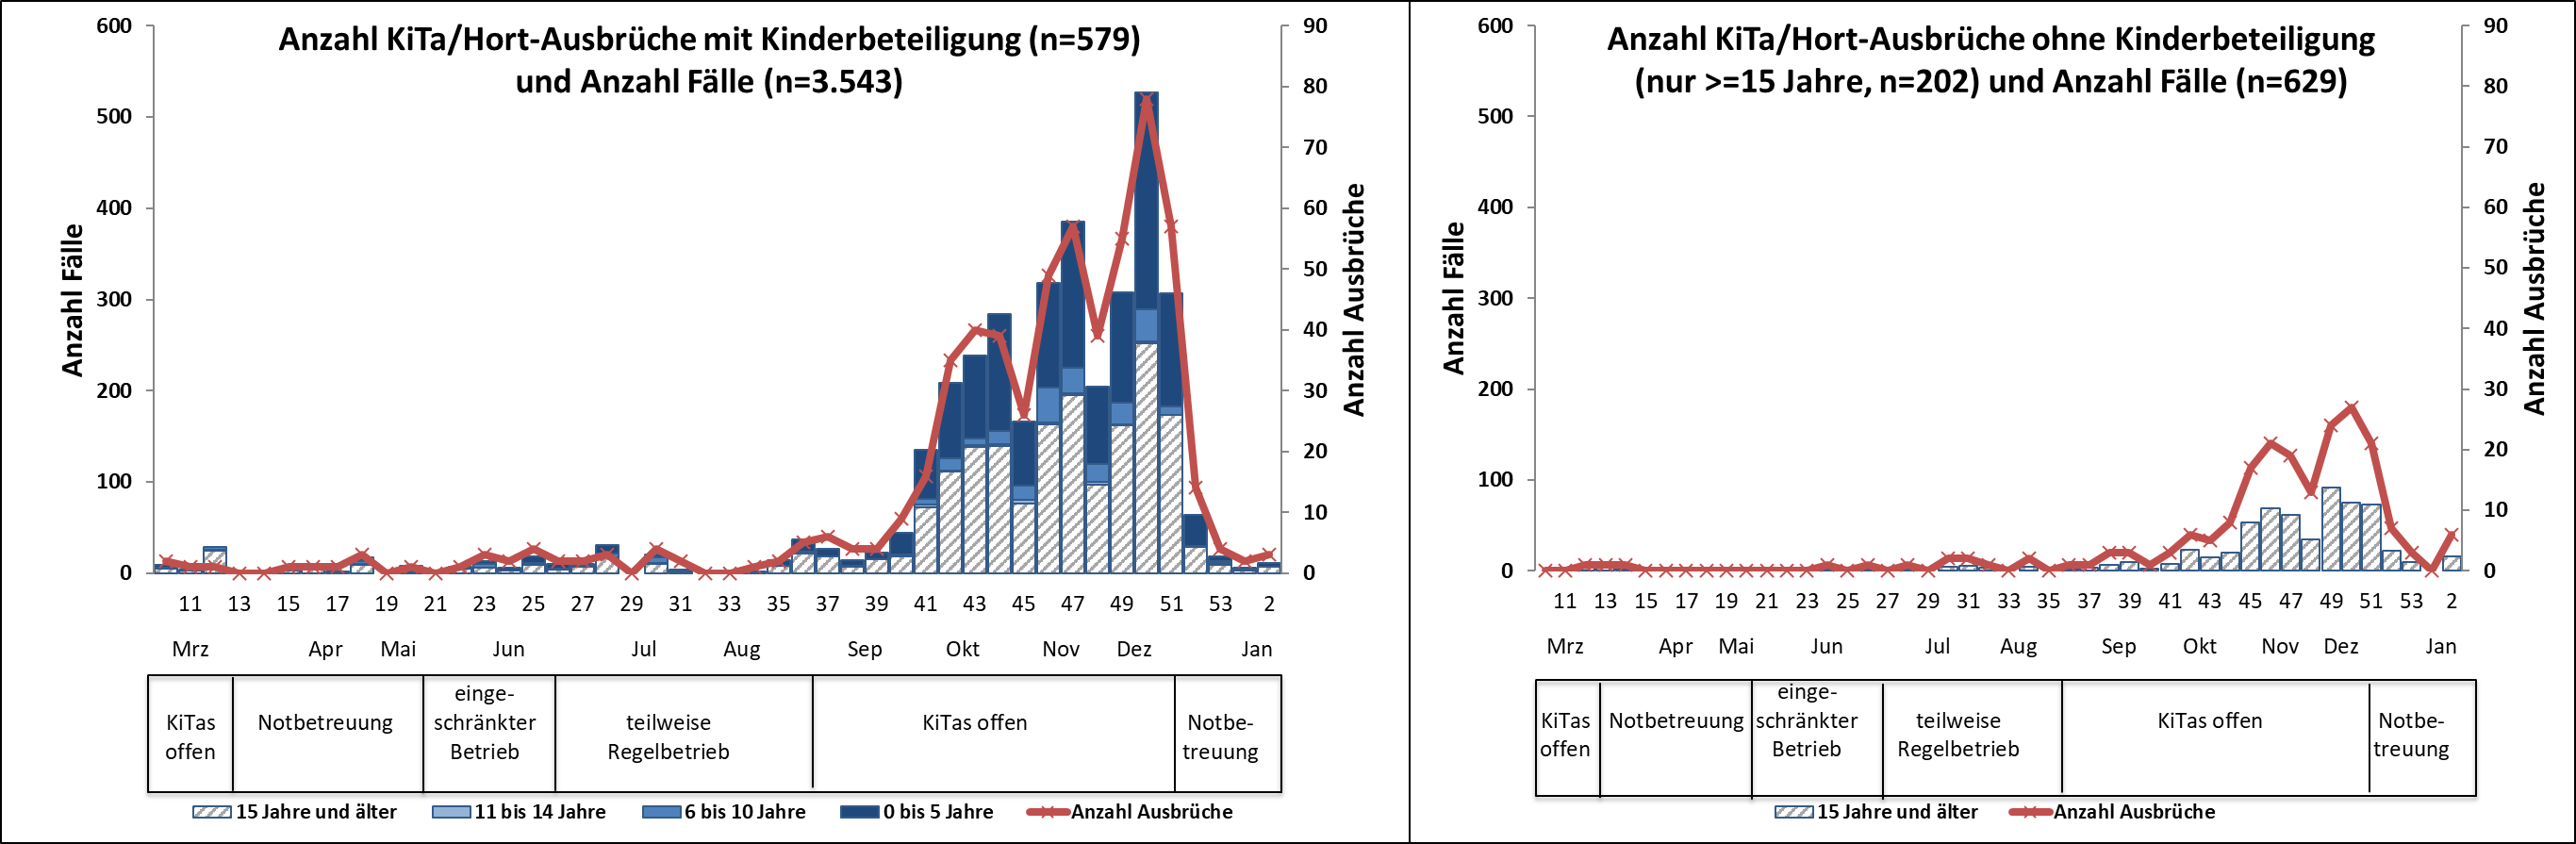 Anzahl KiTa/Hort-Ausbrüche mit Kinderbeteiligung (n=579)
und Anzahl Fälle (n=3.543)
Anzahl Fälle
600
500
400
300
200
100
0
Anzahl Ausbrüche
90
80
70
60
50
40
30
20
10
0
11 13 15 17 19 21 23 25 27 29 31 33 35 37 39 41 43 45 47 49 51 53 2
Mrz Apr Mai Jun Jul Aug Sep Okt Nov Dez Jan
KiTas
offen
Notbetreuung
einge-
schränkter
Betrieb
teilweise
Regelbetrieb
KiTas offen
Notbe-
treuung
15 Jahre und älter 11 bis 14 Jahre 6 bis 10 Jahre 0 bis 5 Jahre Anzahl Ausbrüche
Anzahl KiTa/Hort-Ausbrüche ohne Kinderbeteiligung
(nur >=15 Jahre, n=202) und Anzahl Fälle (n=629)
Anzahl Fälle
600
500
400
300
200
100
0
Anzahl Ausbrüche
90
80
70
60
50
40
30
20
10
0
11 13 15 17 19 21 23 25 27 29 31 33 35 37 39 41 43 45 47 49 51 53 2
Mrz Apr Mai Jun Jul Aug Sep Okt Nov Dez Jan
KiTas
offen
Notbetreuung
einge-
schränkter
Betrieb
teilweise
Regelbetrieb
KiTas offen
Notbe-
treuung
15 Jahre und älter Anzahl Ausbrüche